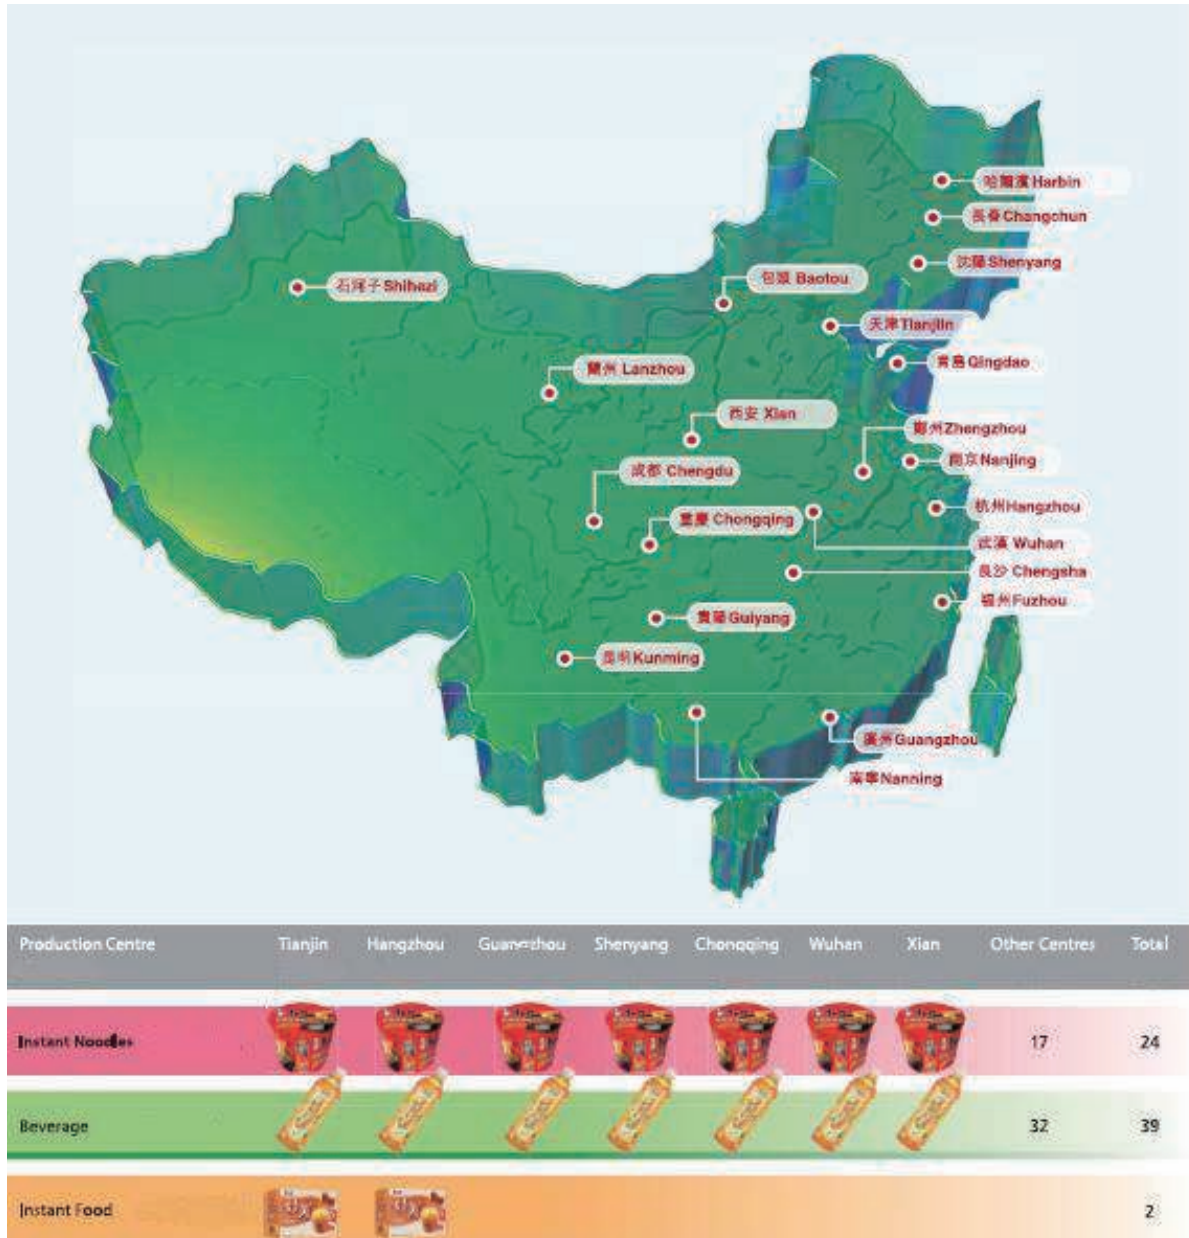 哈爾濱 Harbin
長春 Changchun
沈陽 Shenyang
包頭 Baotou
石河子 Shihezi
天津 Tianjin
青島 Qingdao
蘭州 Lanzhou
西安 Xian
鄭州 Zhengzhou
南京 Nanjing
成都 Chengdu
杭州 Hangzhou
重慶 Chongqing
武漢 Wuhan
長沙 Chengsha
福州 Fuzhou
貴陽 Guiyang
昆明 Kunming
廣州 Guangzhou
南寧 Nanning
Production Centre Tianjin Hangzhou Guangzhou Shenyang Chongqing Wuhan Xian Other Centres Total
Instant Noodles 17 24
Beverage 32 39
Instant Food 2